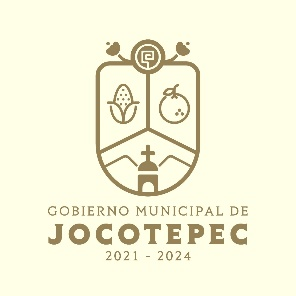 GOBIERNO MUNICIPAL DE
JOCOTEPEC
2021 - 2024